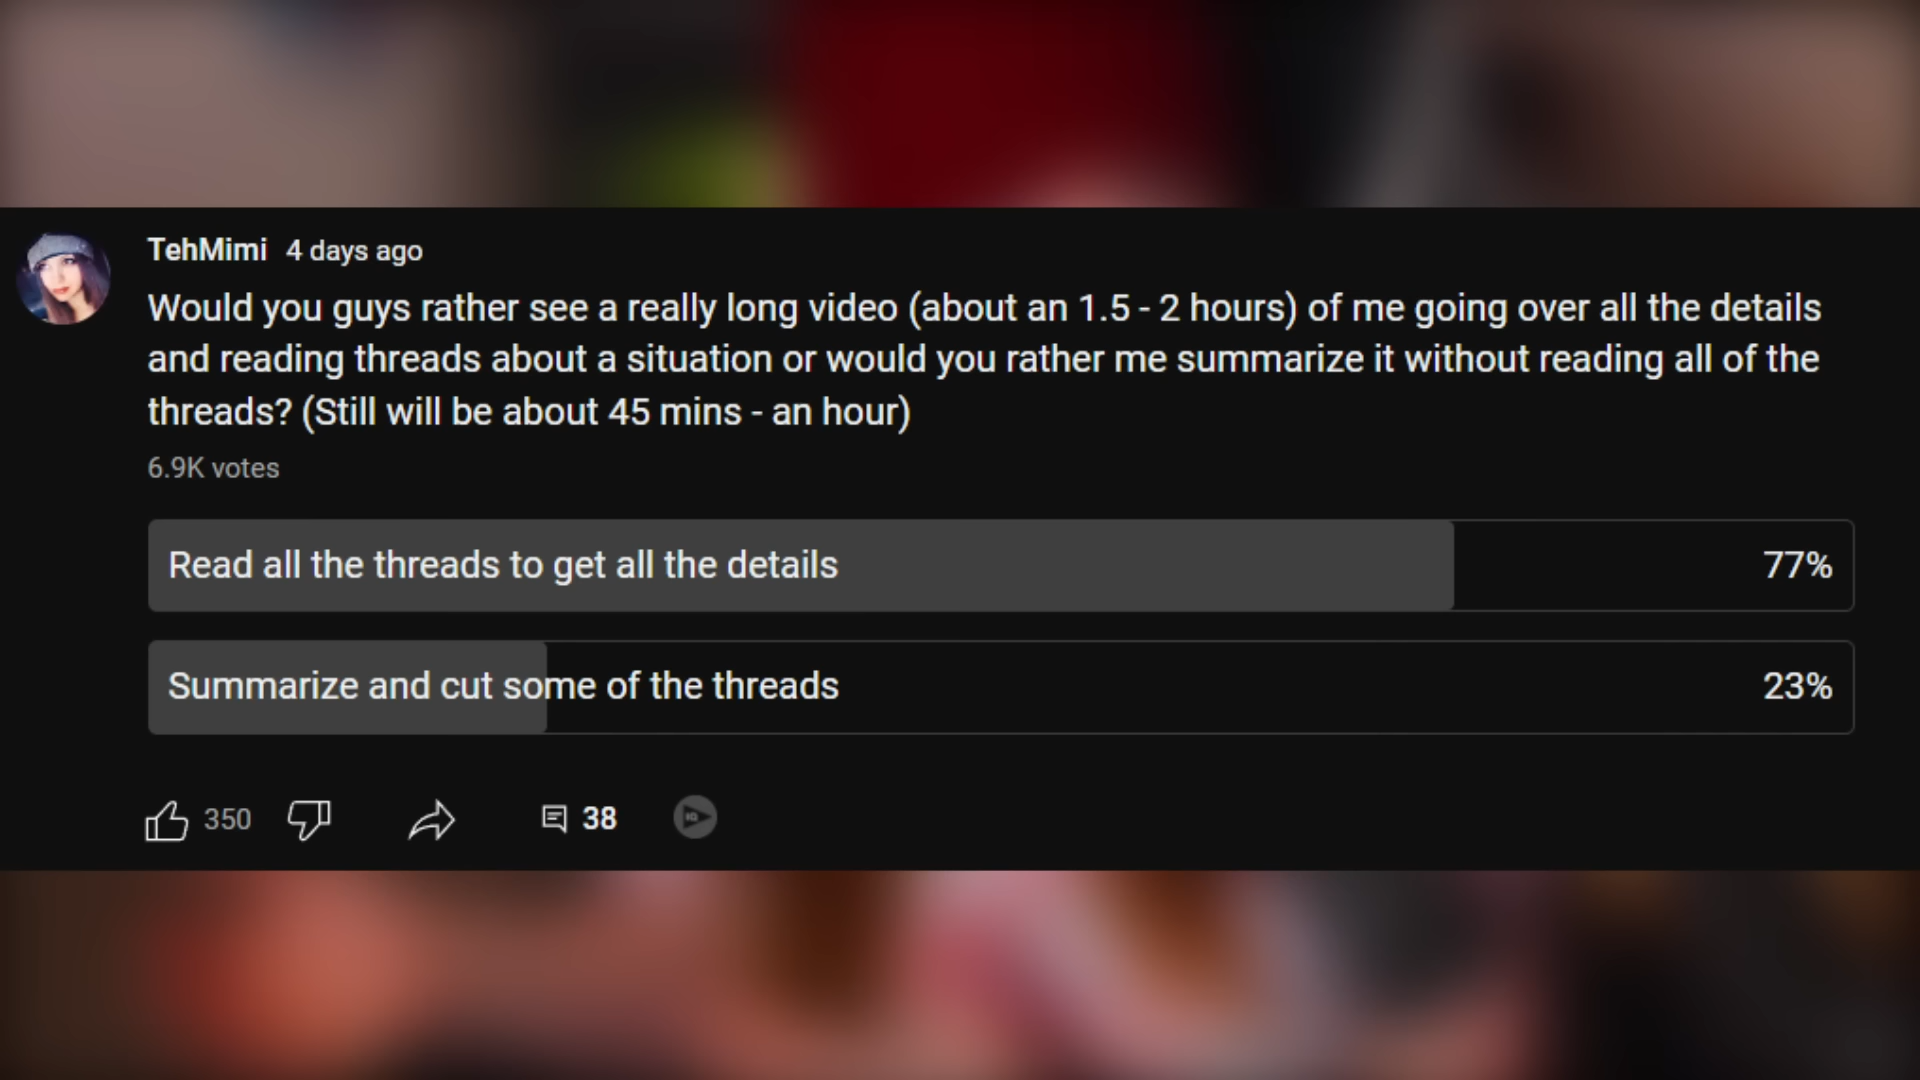 TehMimi 4 days ago
Would you guys rather see a really long video (about an 1.5 - 2 hours) of me going over all the details
and reading threads about a situation or would you rather me summarize it without reading all of the
threads? (Still will be about 45 mins - an hour)
6.9K votes
Read all the threads to get all the details 77%
Summarize and cut some of the threads 23%
350 38
IQ